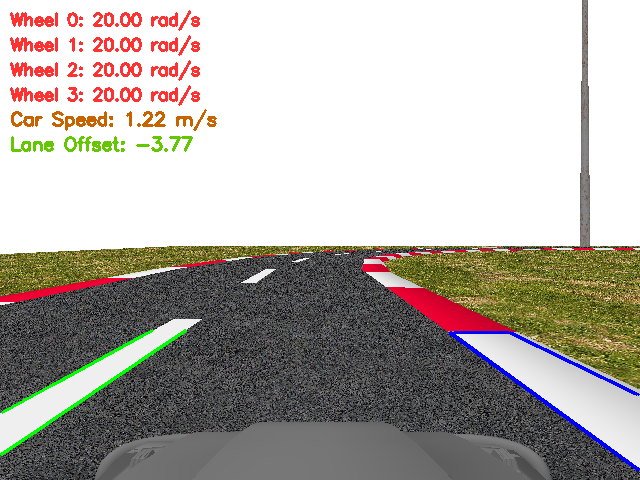 Wheel 0: 20.00 rad/s
Wheel 1: 20.00 rad/s
Wheel 2: 20.00 rad/s
Wheel 3: 20.00 rad/s
Car Speed: 1.22 m/s
Lane Offset: -3.77